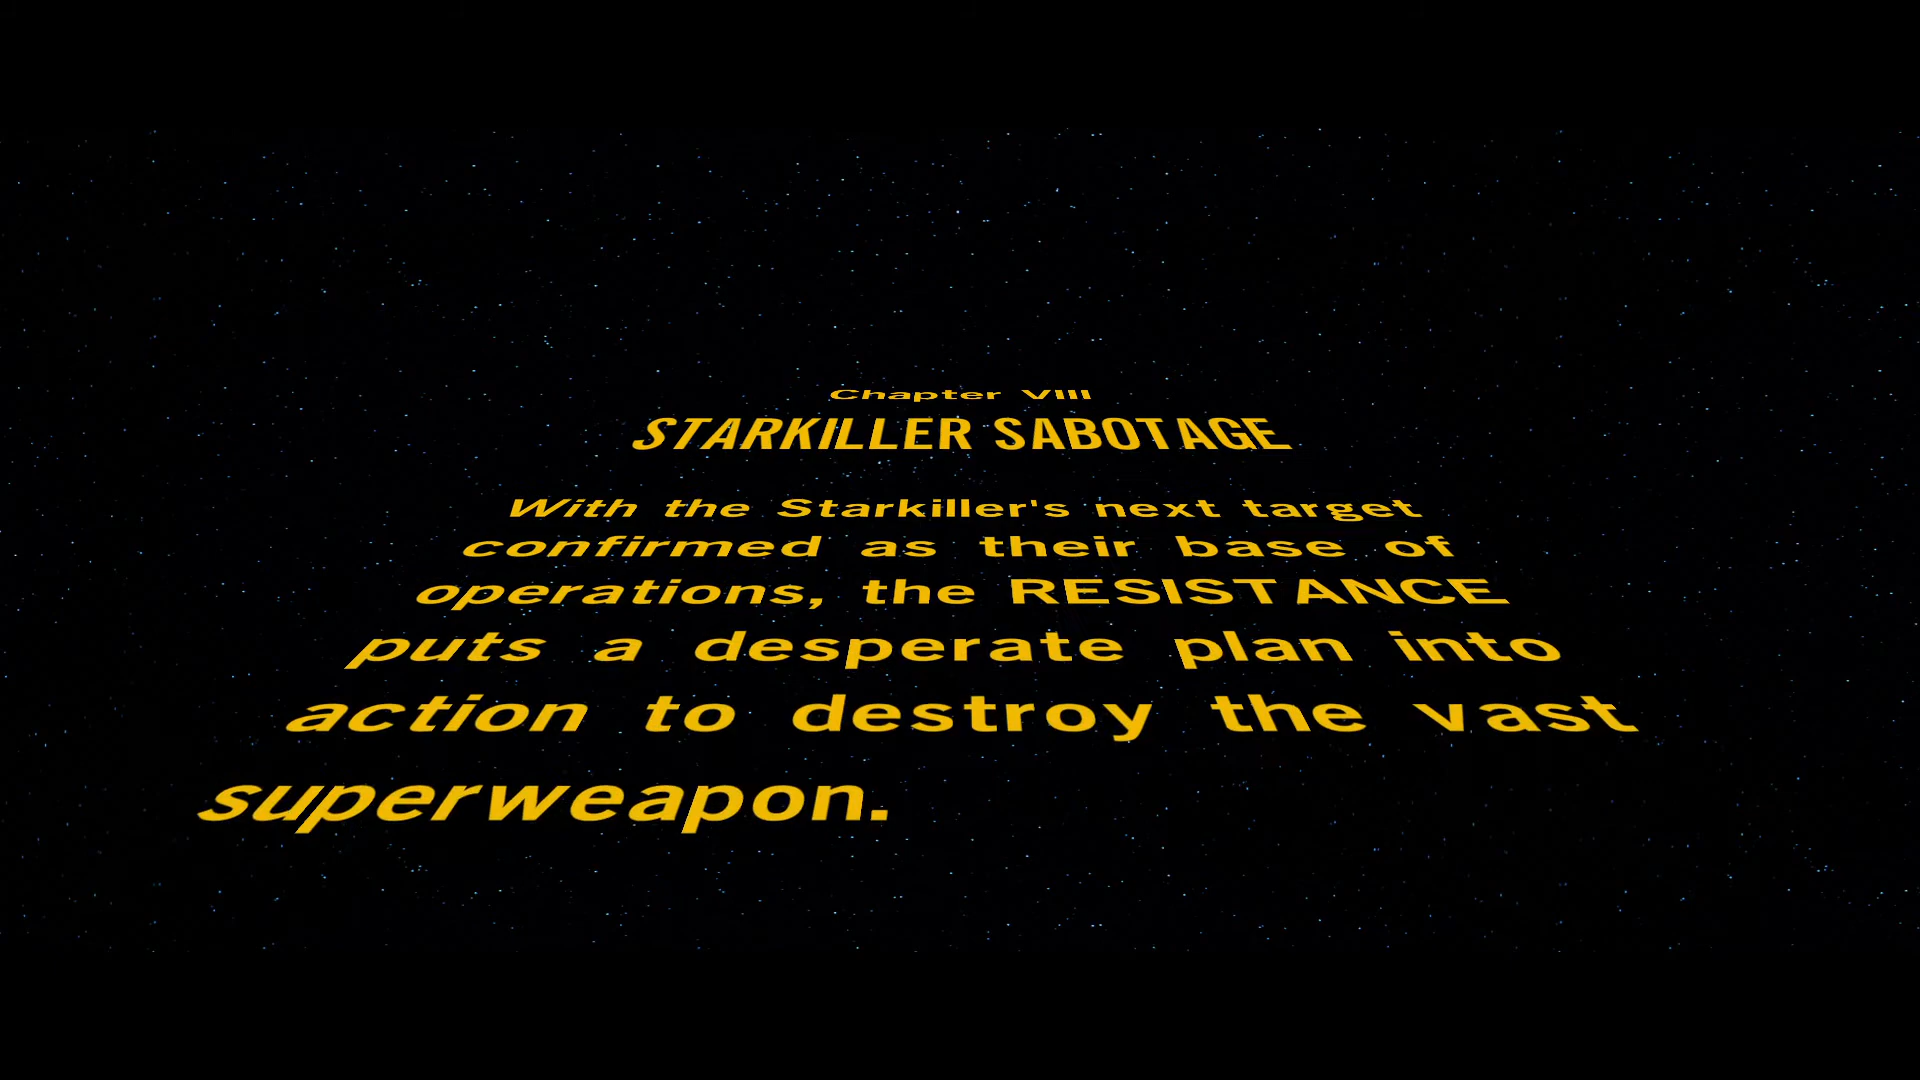 Chapter VIII
STARKILLER SABOTAGE
With the Starkiller's next target
confirmed as their base of
operations, the RESISTANCE
puts a desperate plan into
action to destroy the vast
superweapon.